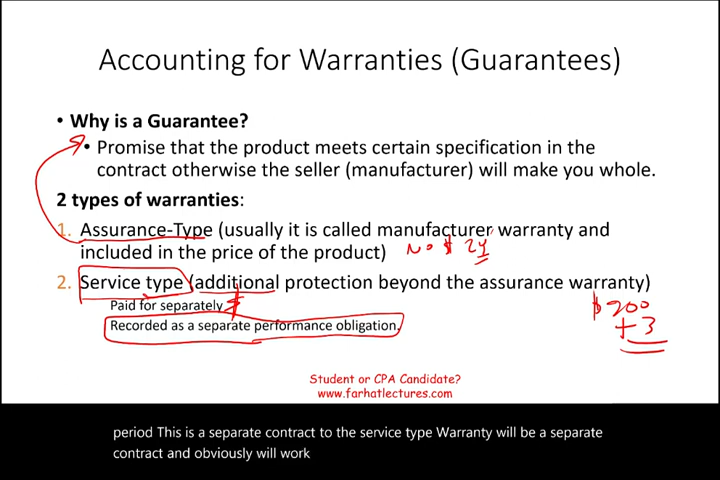 Accounting for Warranties (Guarantees)
• Why is a Guarantee?
• Promise that the product meets certain specification in the
contract otherwise the seller (manufacturer) will make you whole.
2 types of warranties:
1. Assurance-Type (usually it is called manufacturer warranty and
included in the price of the product) No $ 2y
2. Service type (additional protection beyond the assurance warranty)
Paid for separately $
$200
Recorded as a separate performance obligation.
+3
Student or CPA Candidate?
www.farhatlectures.com
period This is a separate contract to the service type Warranty will be a separate
contract and obviously will work